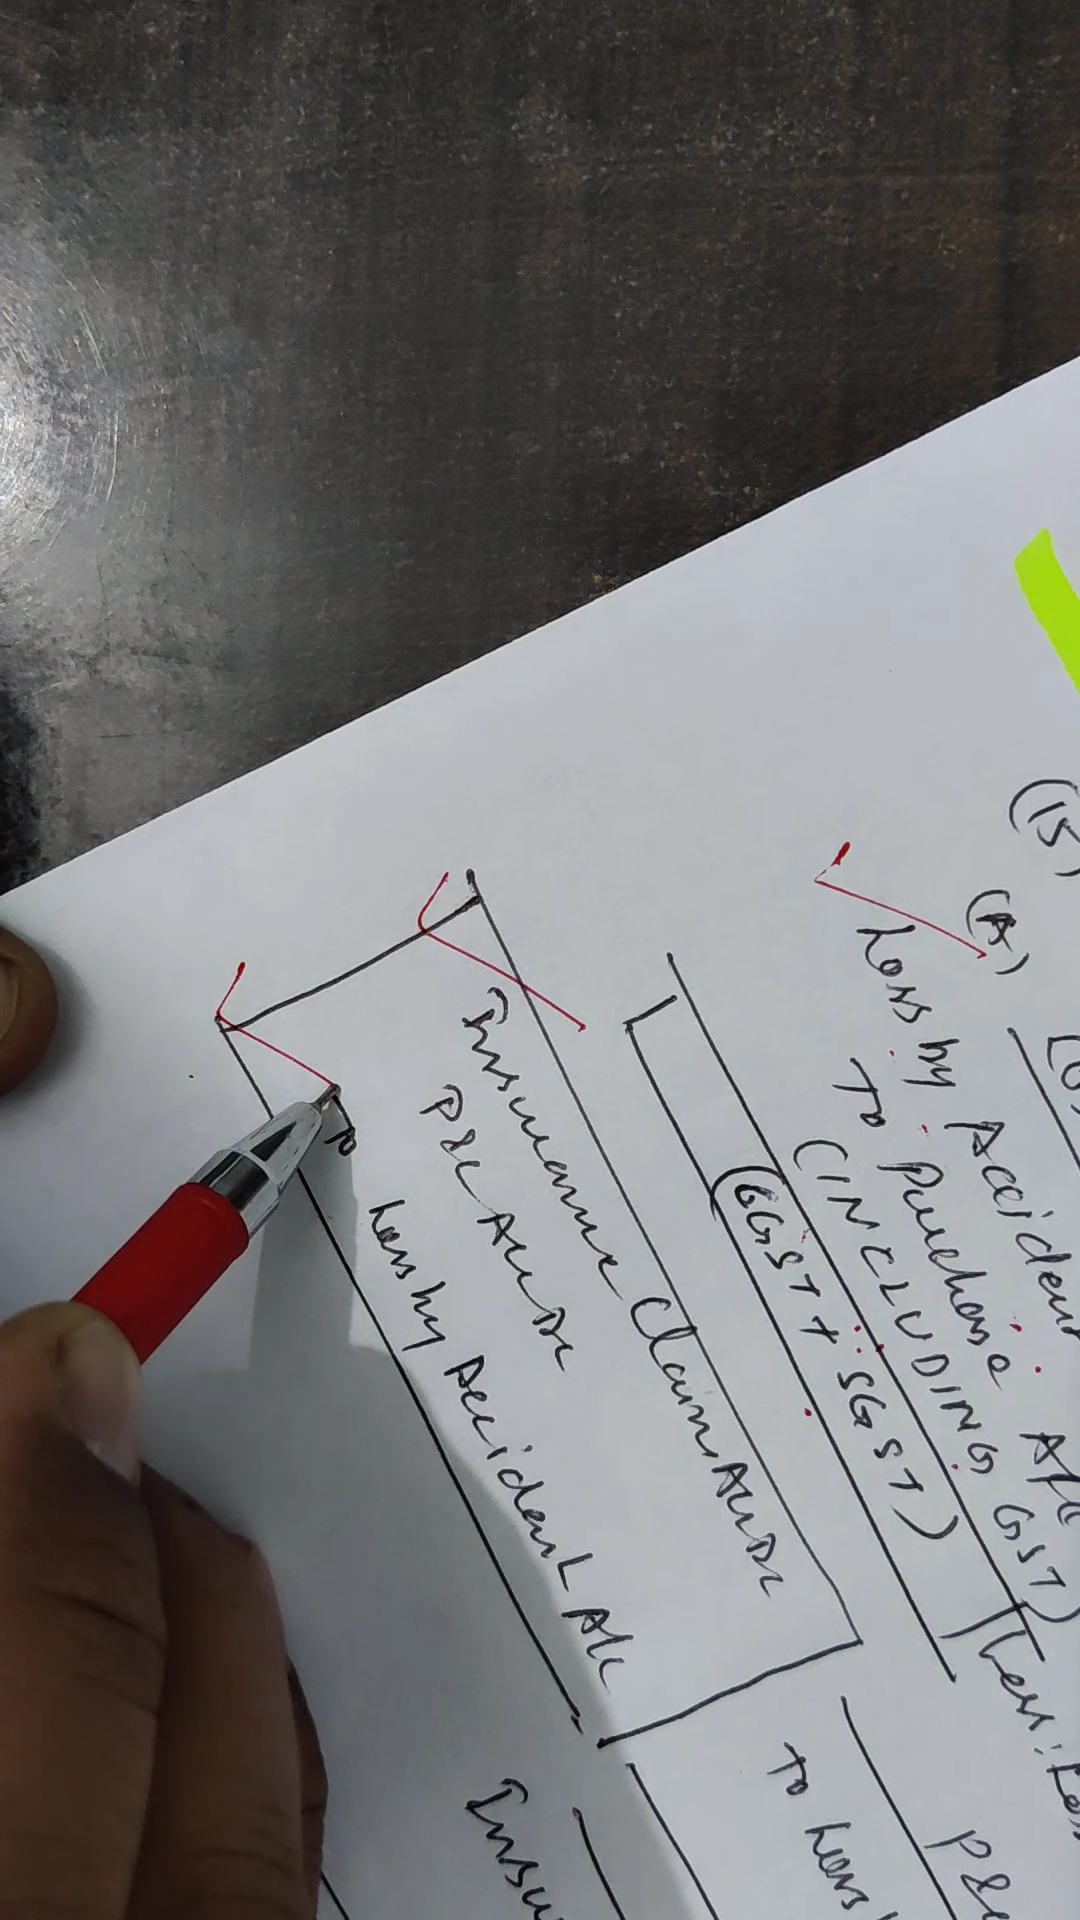 (15)
(A)
Loss by Accident
To Purchase A/c
(INCLUDING GST)
(CGST + SGST)
Less:
Insurance Claim A/c Dr
P&L A/c Dr
To Loss by Accident A/c
To Loss
P&L
Insu